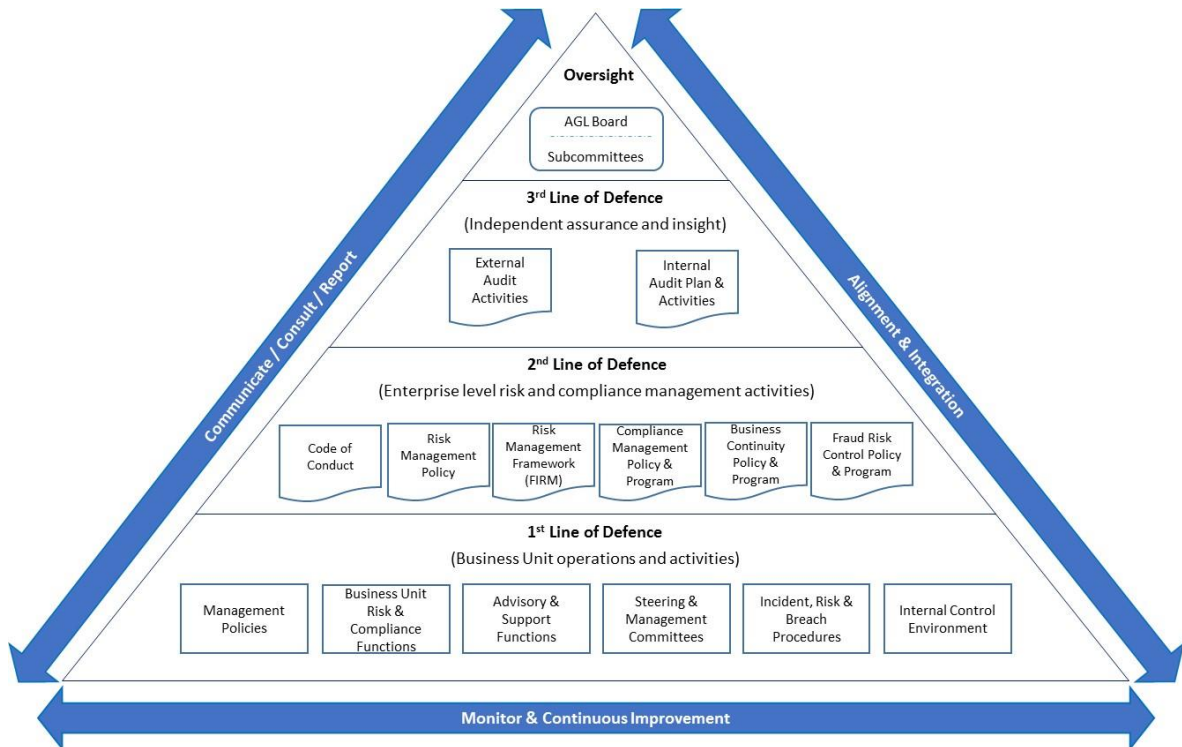 Oversight
AGL Board
Subcommittees
3rd Line of Defence
(Independent assurance and insight)
External
Audit
Activities
Internal
Audit Plan &
Activities
2nd Line of Defence
(Enterprise level risk and compliance management activities)
Code of
Conduct
Risk
Management
Policy
Risk
Management
Framework
(FIRM)
Compliance
Management
Policy &
Program
Business
Continuity
Policy &
Program
Fraud Risk
Control Policy
& Program
1st Line of Defence
(Business Unit operations and activities)
Management
Policies
Business Unit
Risk &
Compliance
Functions
Advisory &
Support
Functions
Steering &
Management
Committees
Incident, Risk &
Breach
Procedures
Internal Control
Environment
Communicate / Consult / Report
Alignment & Integration
Monitor & Continuous Improvement